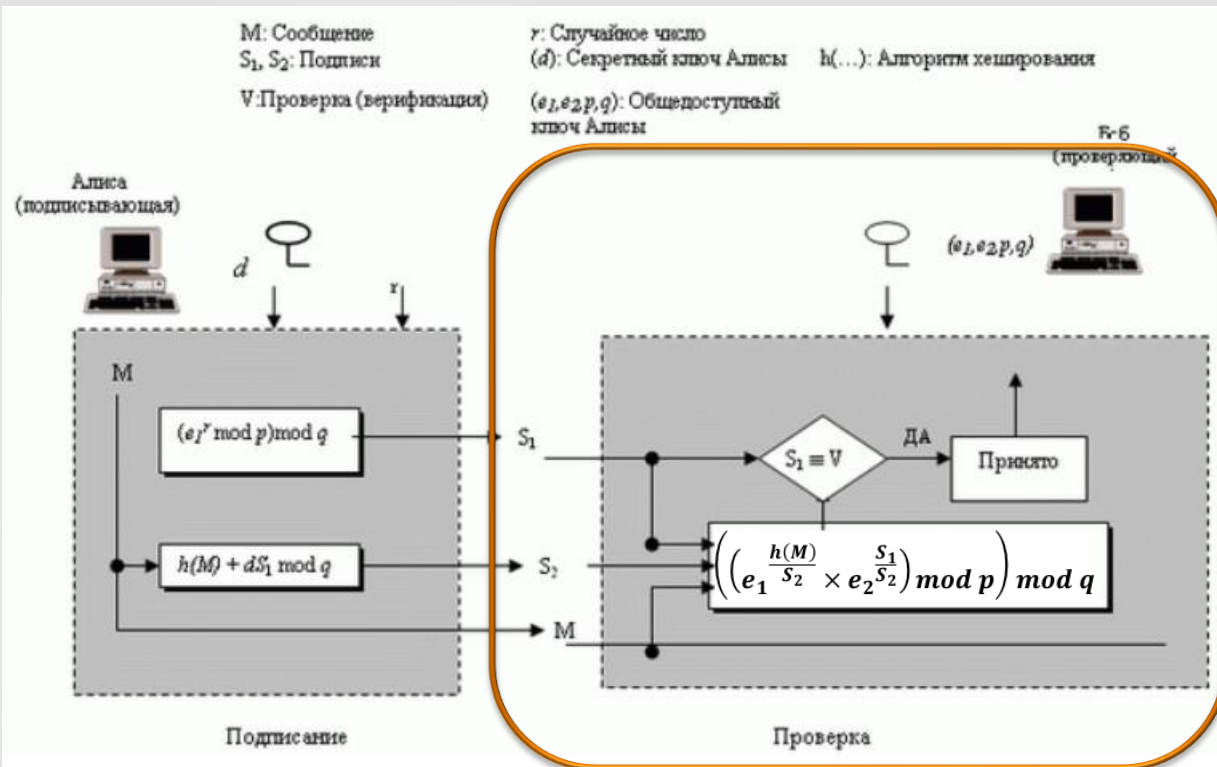 M: Сообщение
S₁, S₂: Подписи
V:Проверка (верификация)
r: Случайное число
(d): Секретный ключ Алисы
h(...): Алгоритм хеширования
(e₁,e₂p,q): Общедоступный
ключ Алисы
Алиса
(подписывающая)
d
r
M
(e₁ʳ mod p)mod q
h(M) + dS₁ mod q
Подписание
(проверяющий
(e₁,e₂p,q)
S₁
S₂
M
S₁ ≡ V
ДА
Принято
((e₁^(h(M)/S₂) × e₂^(S₁/S₂)) mod p) mod q
Проверка